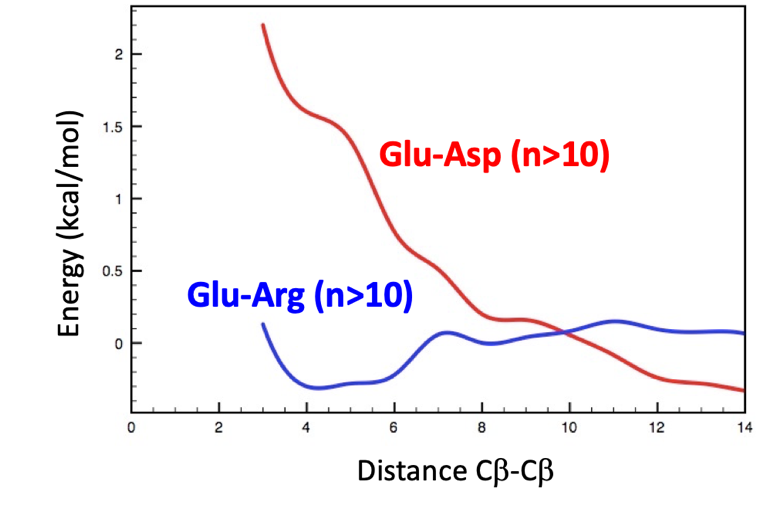 2
1.5
1
0.5
0
Energy (kcal/mol)
Glu-Asp (n>10)
Glu-Arg (n>10)
0 2 4 6 8 10 12 14
Distance Cβ-Cβ